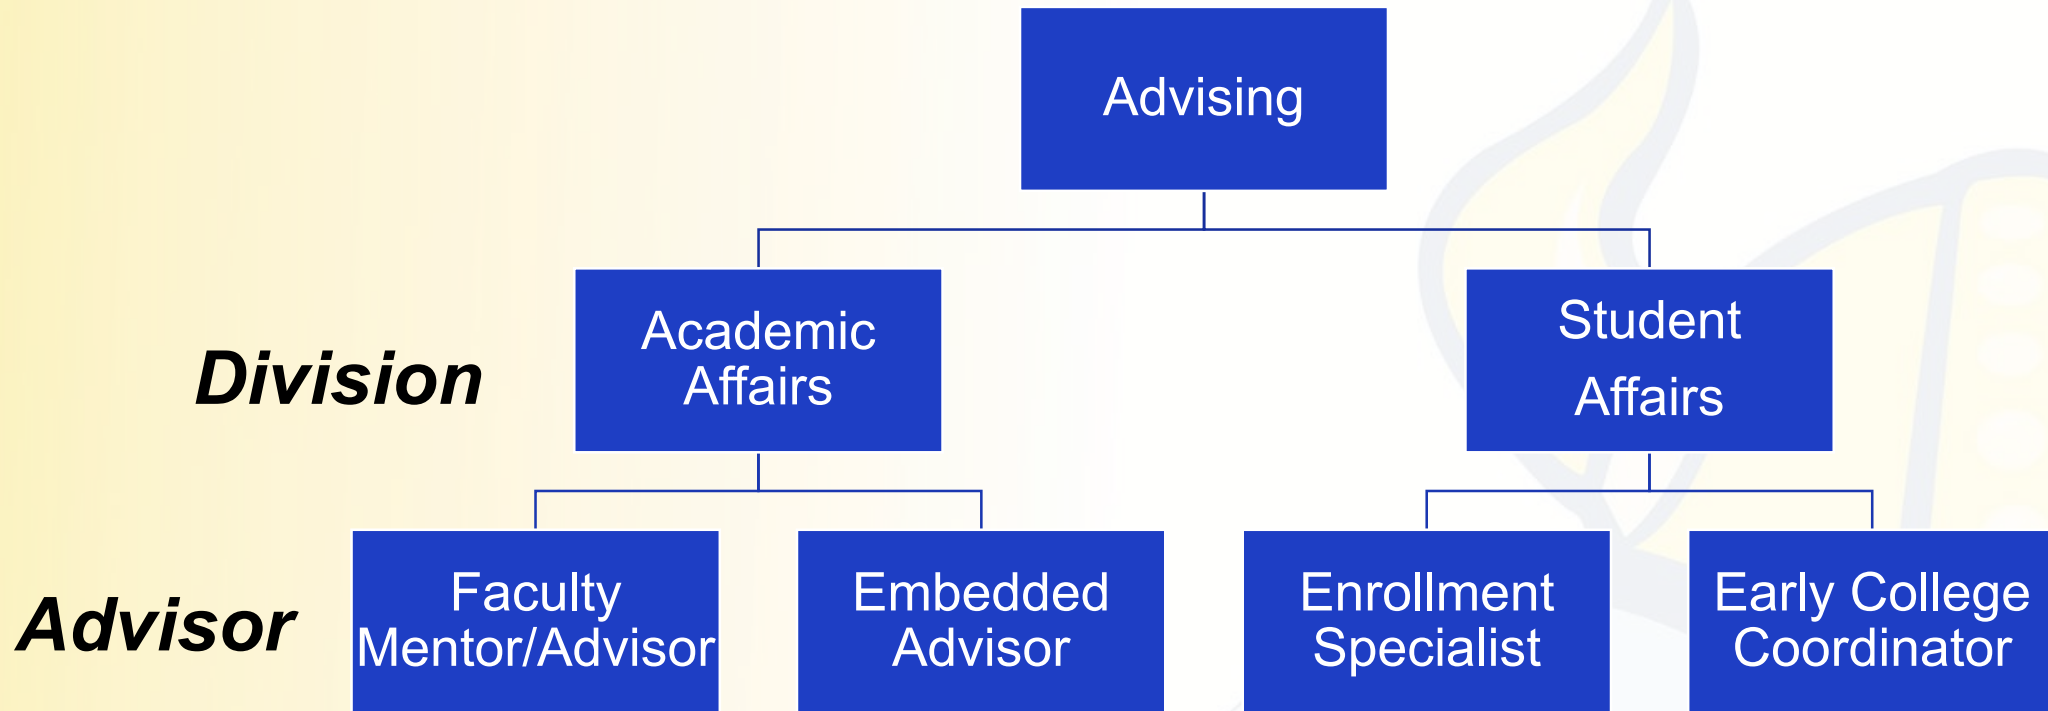 Advising
Division
Academic
Affairs
Student
Affairs
Advisor
Faculty
Mentor/Advisor
Embedded
Advisor
Enrollment
Specialist
Early College
Coordinator